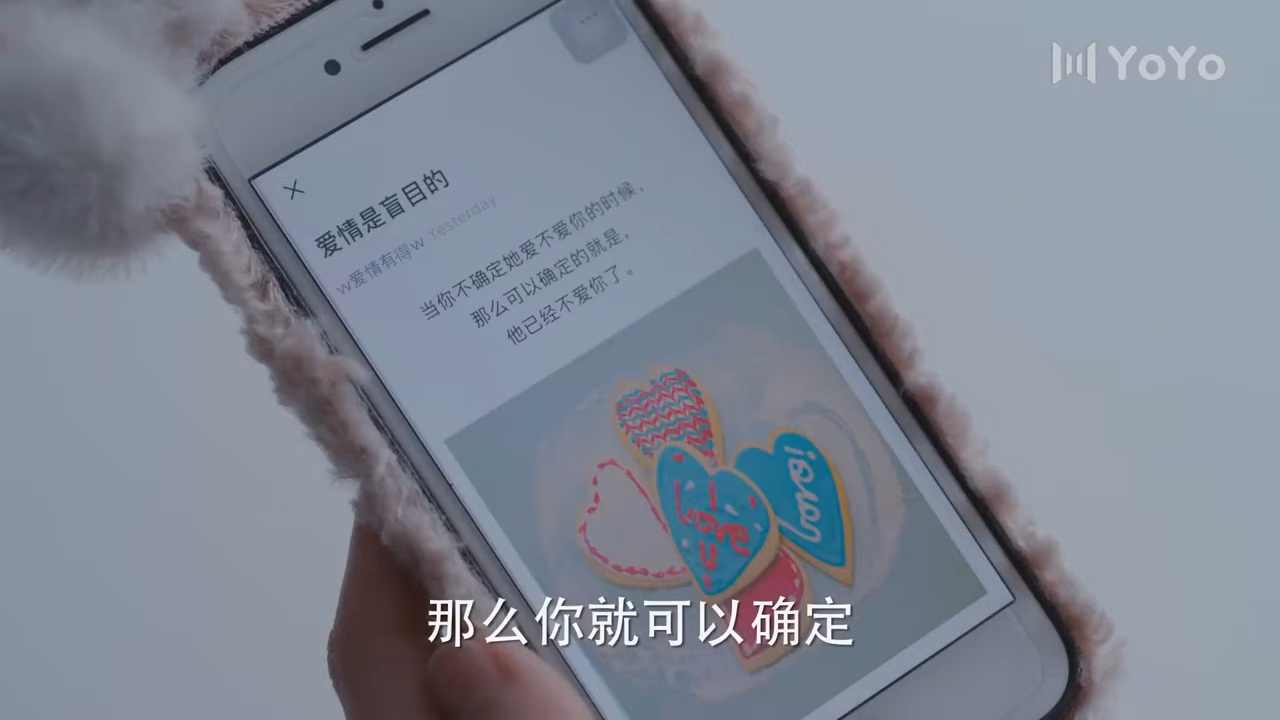 YoYo
爱情是盲目的
w爱情有得w Yesterday
当你不确定她爱不爱你的时候,
那么可以确定的就是,
他已经不爱你了。
那么你就可以确定